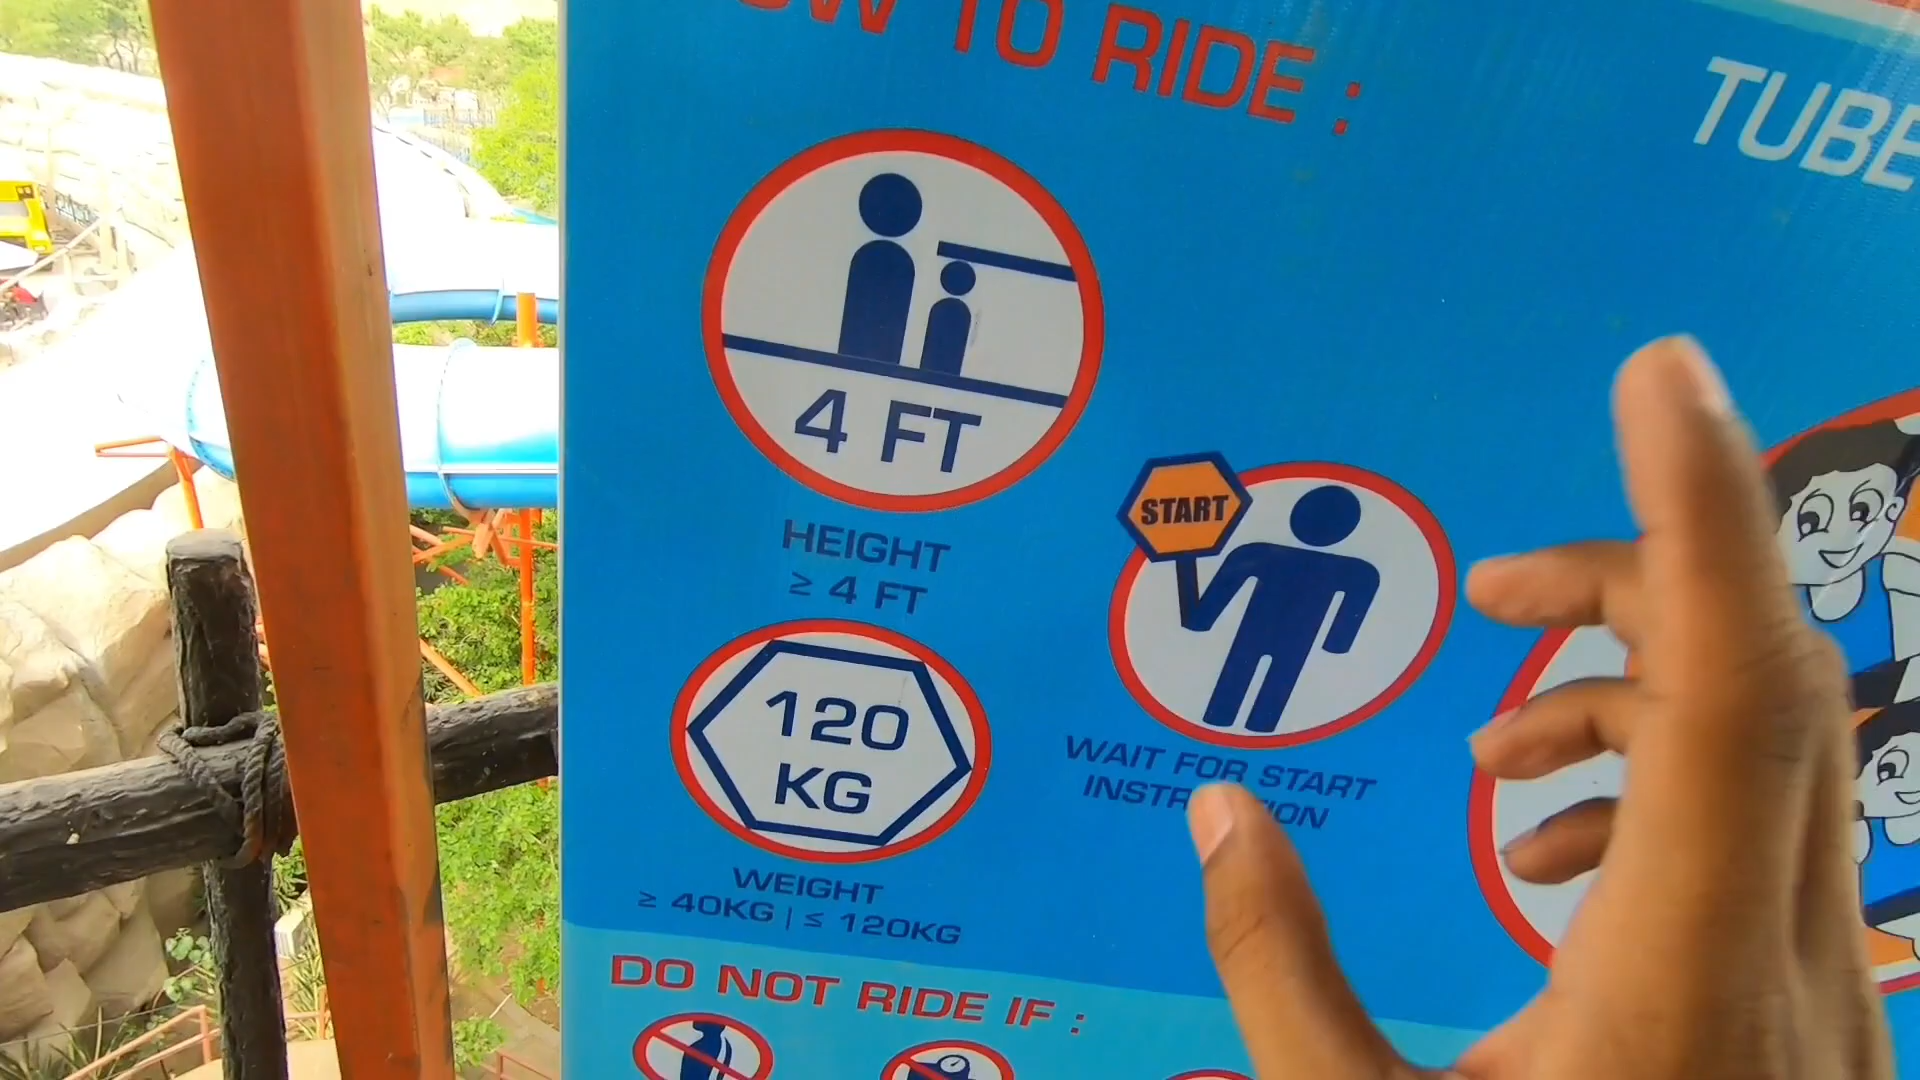 TO RIDE :
TUBE
4 FT
HEIGHT
≥ 4 FT
START
WAIT FOR START
120
KG
WEIGHT
≥ 40KG | ≤ 120KG
DO NOT RIDE IF :